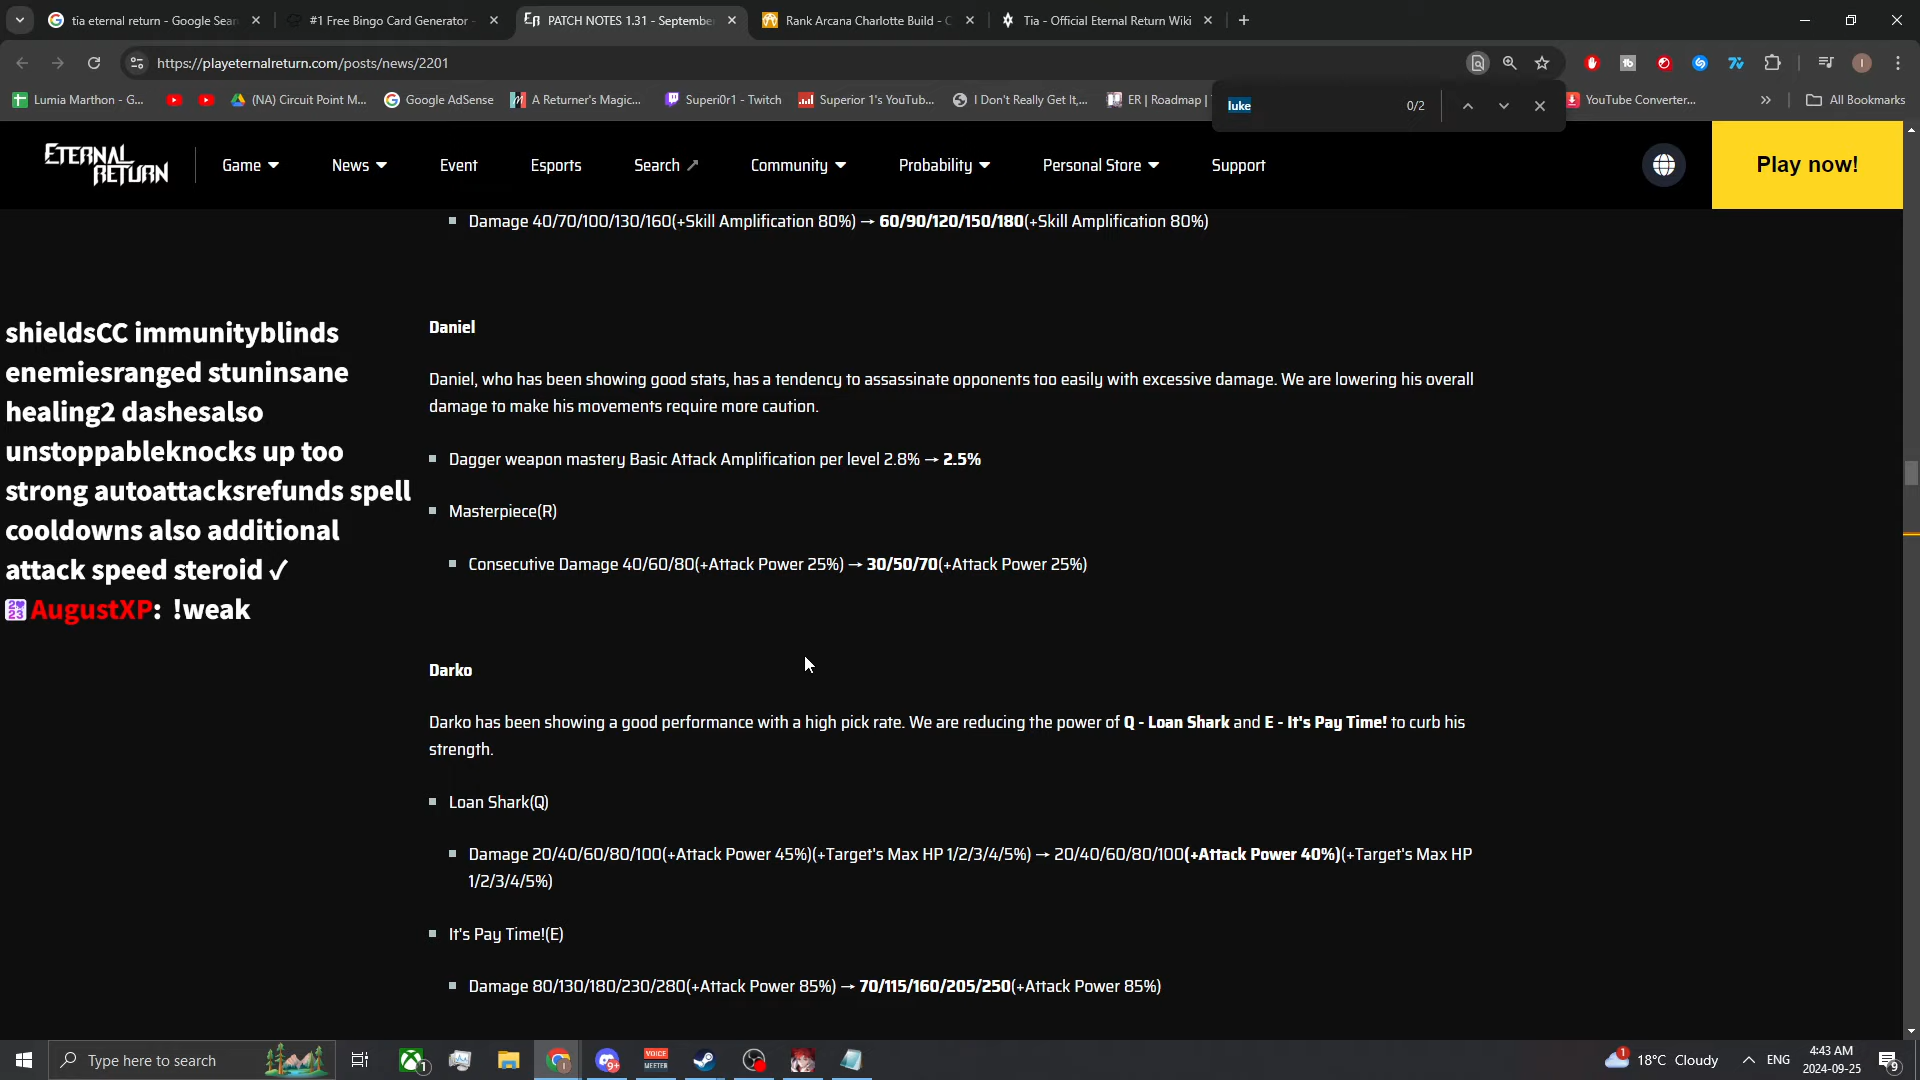 tia eternal return - Google Sear
#1 Free Bingo Card Generator -
PATCH NOTES 1.31 - September
Rank Arcana Charlotte Build - C
Tia - Official Eternal Return Wiki
https://playeternalreturn.com/posts/news/2201
Lumia Marthon - G...
(NA) Circuit Point M...
Google AdSense
A Returner's Magic...
Superi0r1 - Twitch
Superior 1's YouTub...
I Don't Really Get It,...
ER | Roadmap |
YouTube Converter...
All Bookmarks
luke
0/2
ETERNAL RETURN
Game
News
Event
Esports
Search
Community
Probability
Personal Store
Support
Play now!
Damage 40/70/100/130/160(+Skill Amplification 80%) → 60/90/120/150/180(+Skill Amplification 80%)
Daniel
Daniel, who has been showing good stats, has a tendency to assassinate opponents too easily with excessive damage. We are lowering his overall
damage to make his movements require more caution.
Dagger weapon mastery Basic Attack Amplification per level 2.8% → 2.5%
Masterpiece(R)
Consecutive Damage 40/60/80(+Attack Power 25%) → 30/50/70(+Attack Power 25%)
Darko
Darko has been showing a good performance with a high pick rate. We are reducing the power of Q - Loan Shark and E - It's Pay Time! to curb his
strength.
Loan Shark(Q)
Damage 20/40/60/80/100(+Attack Power 45%)(+Target's Max HP 1/2/3/4/5%) → 20/40/60/80/100(+Attack Power 40%)(+Target's Max HP
1/2/3/4/5%)
It's Pay Time!(E)
Damage 80/130/180/230/280(+Attack Power 85%) → 70/115/160/205/250(+Attack Power 85%)
shieldsCC immunityblinds
enemiesranged stuninsane
healing2 dashesalso
unstoppableknocks up too
strong autoattacksrefunds spell
cooldowns also additional
attack speed steroid ✓
AugustXP: !weak
Type here to search
VOICE
MEETER
18°C Cloudy
ENG
4:43 AM
2024-09-25